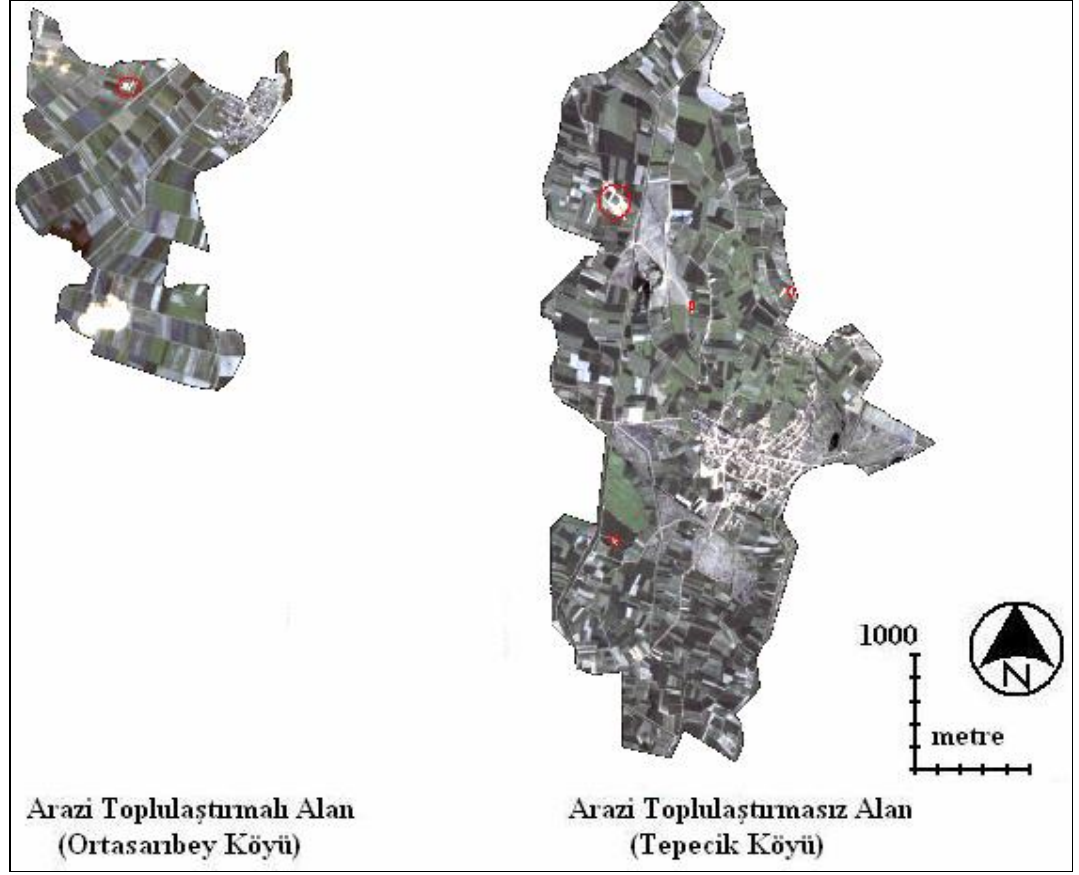 1000
N
metre
Arazi Toplulaştırmalı Alan
(Ortasarıbey Köyü)
Arazi Toplulaştırmasız Alan
(Tepecik Köyü)